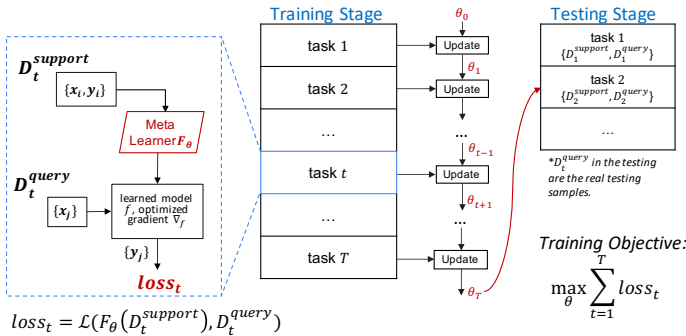 Training Stage
Testing Stage
D_t^{support}
{x_i, y_i}
Meta
Learner F_θ
D_t^{query}
{x_j}
learned model
f, optimized
gradient ∇_f
{y_j}
loss_t
loss_t = ℒ(F_θ(D_t^{support}), D_t^{query})
task 1
task 2
...
task t
...
task T
θ_0
Update
θ_1
Update
...
θ_{t−1}
Update
θ_{t+1}
...
Update
θ_T
task 1
{D_1^{support}, D_1^{query}}
task 2
{D_2^{support}, D_2^{query}}
...
*D_t^{query} in the testing
are the real testing
samples.
Training Objective:
max_θ ∑_{t=1}^{T} loss_t